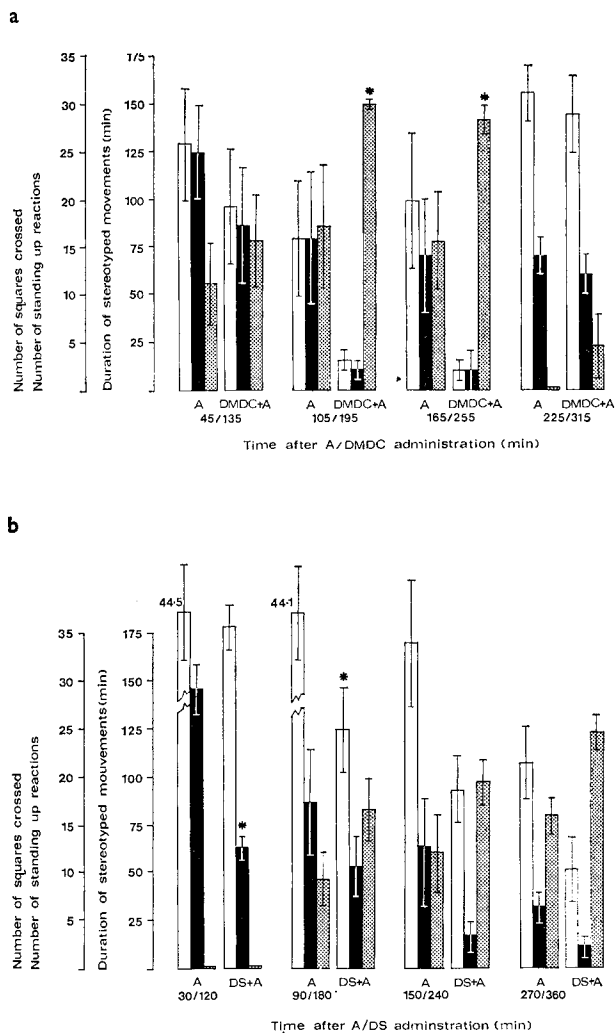 a
Number of squares crossed
Number of standing up reactions
Duration of stereotyped movements (min)
35
30
25
20
15
10
5
175
150
125
100
75
50
25
*
*
A DMDC+A A DMDC+A A DMDC+A A DMDC+A
45/135 105/195 165/255 225/315
Time after A/DMDC administration (min)
b
Number of squares crossed
Number of standing up reactions
Duration of stereotyped mouvements (min)
35
30
25
20
15
10
5
175
150
125
100
75
50
25
44·5
44·1
*
*
A DS+A A DS+A A DS+A A DS+A
30/120 90/180 150/240 270/360
Time after A/DS adminstration (min)